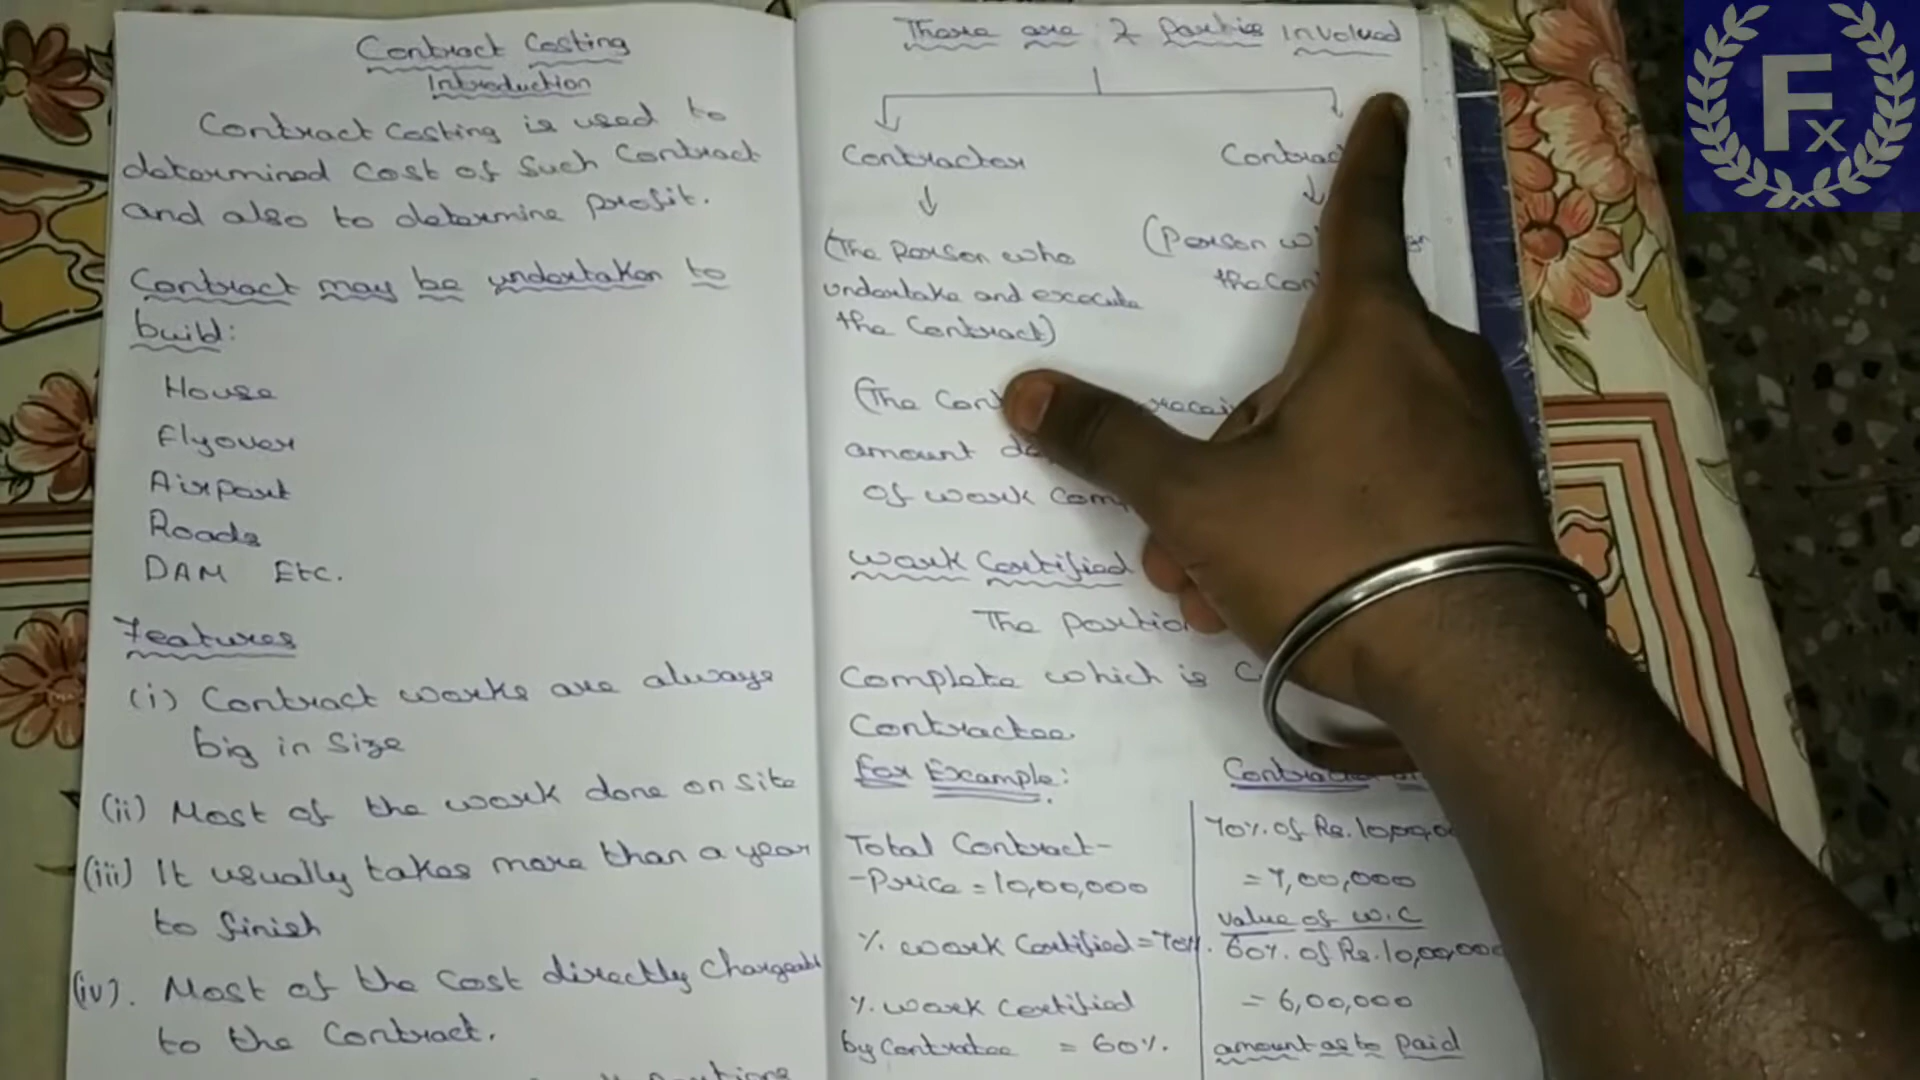 Contract Costing
Introduction
Contract Costing is used to
determined cost of such Contract
and also to determine profit.
Contract may be undertaken to
build:
House
Flyover
Airport
Roads
DAM Etc.
Features
(i) Contract works are always
big in Size
(ii) Most of the work done on site
(iii) It usually takes more than a year
to finish
(iv). Most of the cost directly Chargeabl
to the Contract.
There are 2 Parties involved
Contractor
Contrac
(The Person who
undertake and execute
the Contract)
(Person
the Con
(The Con
amount
of work Com
Work Certified
The Portio
Complete which is C
Contractee.
For Example:
Total Contract-
-Price = 10,00,000
% work Certified = 70%.
% work Certified
by Contractee = 60%.
70% of Rs. 10,00,0
= 7,00,000
value of W.C
60% of Rs. 10,00,000
= 6,00,000
amount as to Paid
Fx